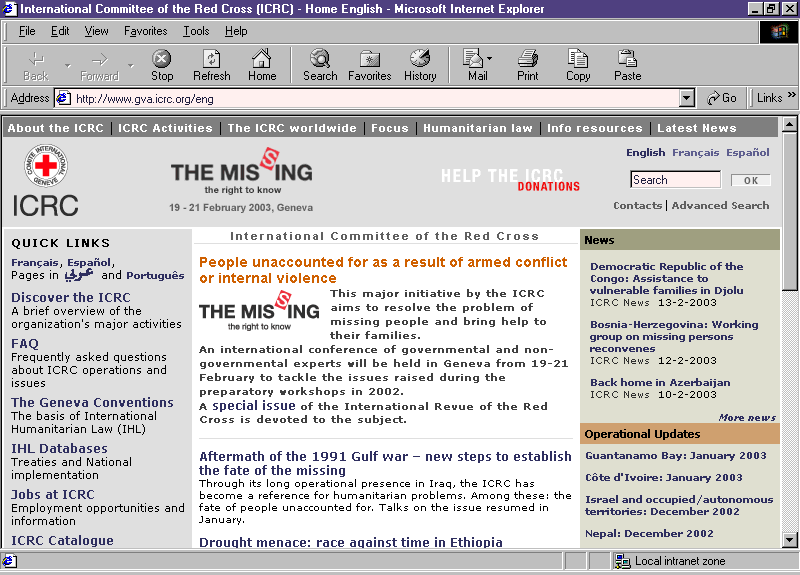 International Committee of the Red Cross (ICRC) - Home English - Microsoft Internet Explorer
File Edit View Favorites Tools Help
Back Forward Stop Refresh Home Search Favorites History Mail Print Copy Paste
Address http://www.gva.icrc.org/eng Go Links »
About the ICRC | ICRC Activities | The ICRC worldwide | Focus | Humanitarian law | Info resources | Latest News
COMITE INTERNATIONAL
GENEVE
ICRC
THE MISSING
the right to know
19 - 21 February 2003, Geneva
HELP THE ICRC
DONATIONS
English Français Español
Search OK
Contacts | Advanced Search
QUICK LINKS
Français, Español,
Pages in عربي and Português
Discover the ICRC
A brief overview of the
organization's major activities
FAQ
Frequently asked questions
about ICRC operations and
issues
The Geneva Conventions
The basis of International
Humanitarian Law (IHL)
IHL Databases
Treaties and National
implementation
Jobs at ICRC
Employment opportunities and
information
ICRC Catalogue
International Committee of the Red Cross
People unaccounted for as a result of armed conflict
or internal violence
THE MISSING
the right to know
This major initiative by the ICRC
aims to resolve the problem of
missing people and bring help to
their families.
An international conference of governmental and non-
governmental experts will be held in Geneva from 19-21
February to tackle the issues raised during the
preparatory workshops in 2002.
A special issue of the International Revue of the Red
Cross is devoted to the subject.
Aftermath of the 1991 Gulf war – new steps to establish
the fate of the missing
Through its long operational presence in Iraq, the ICRC has
become a reference for humanitarian problems. Among these: the
fate of people unaccounted for. Talks on the issue resumed in
January.
Drought menace: race against time in Ethiopia
News
Democratic Republic of the
Congo: Assistance to
vulnerable families in Djolu
ICRC News 13-2-2003
Bosnia-Herzegovina: Working
group on missing persons
reconvenes
ICRC News 12-2-2003
Back home in Azerbaijan
ICRC News 10-2-2003
More news
Operational Updates
Guantanamo Bay: January 2003
Côte d'Ivoire: January 2003
Israel and occupied/autonomous
territories: December 2002
Nepal: December 2002
Local intranet zone